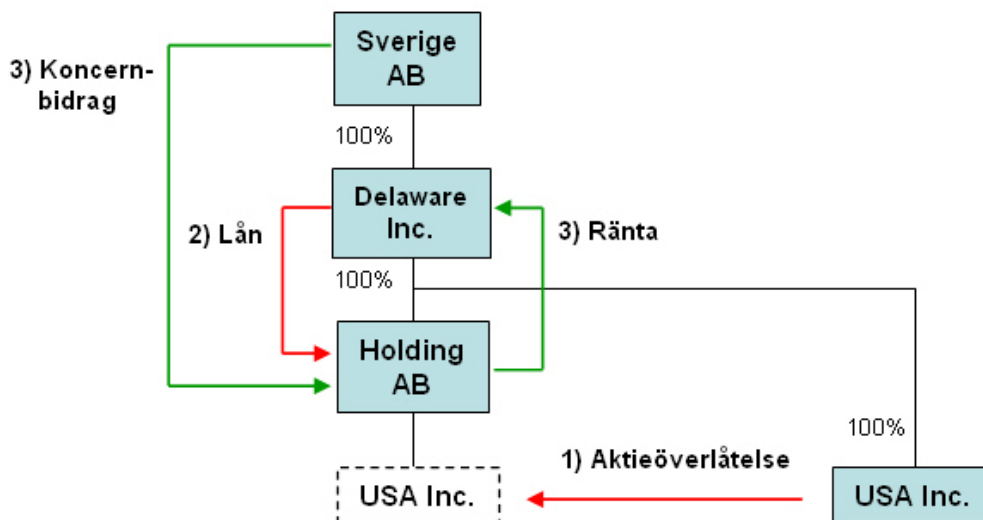 Sverige
AB
3) Koncern-
bidrag
100%
Delaware
Inc.
2) Lån
3) Ränta
100%
Holding
AB
100%
1) Aktieöverlåtelse
USA Inc.
USA Inc.